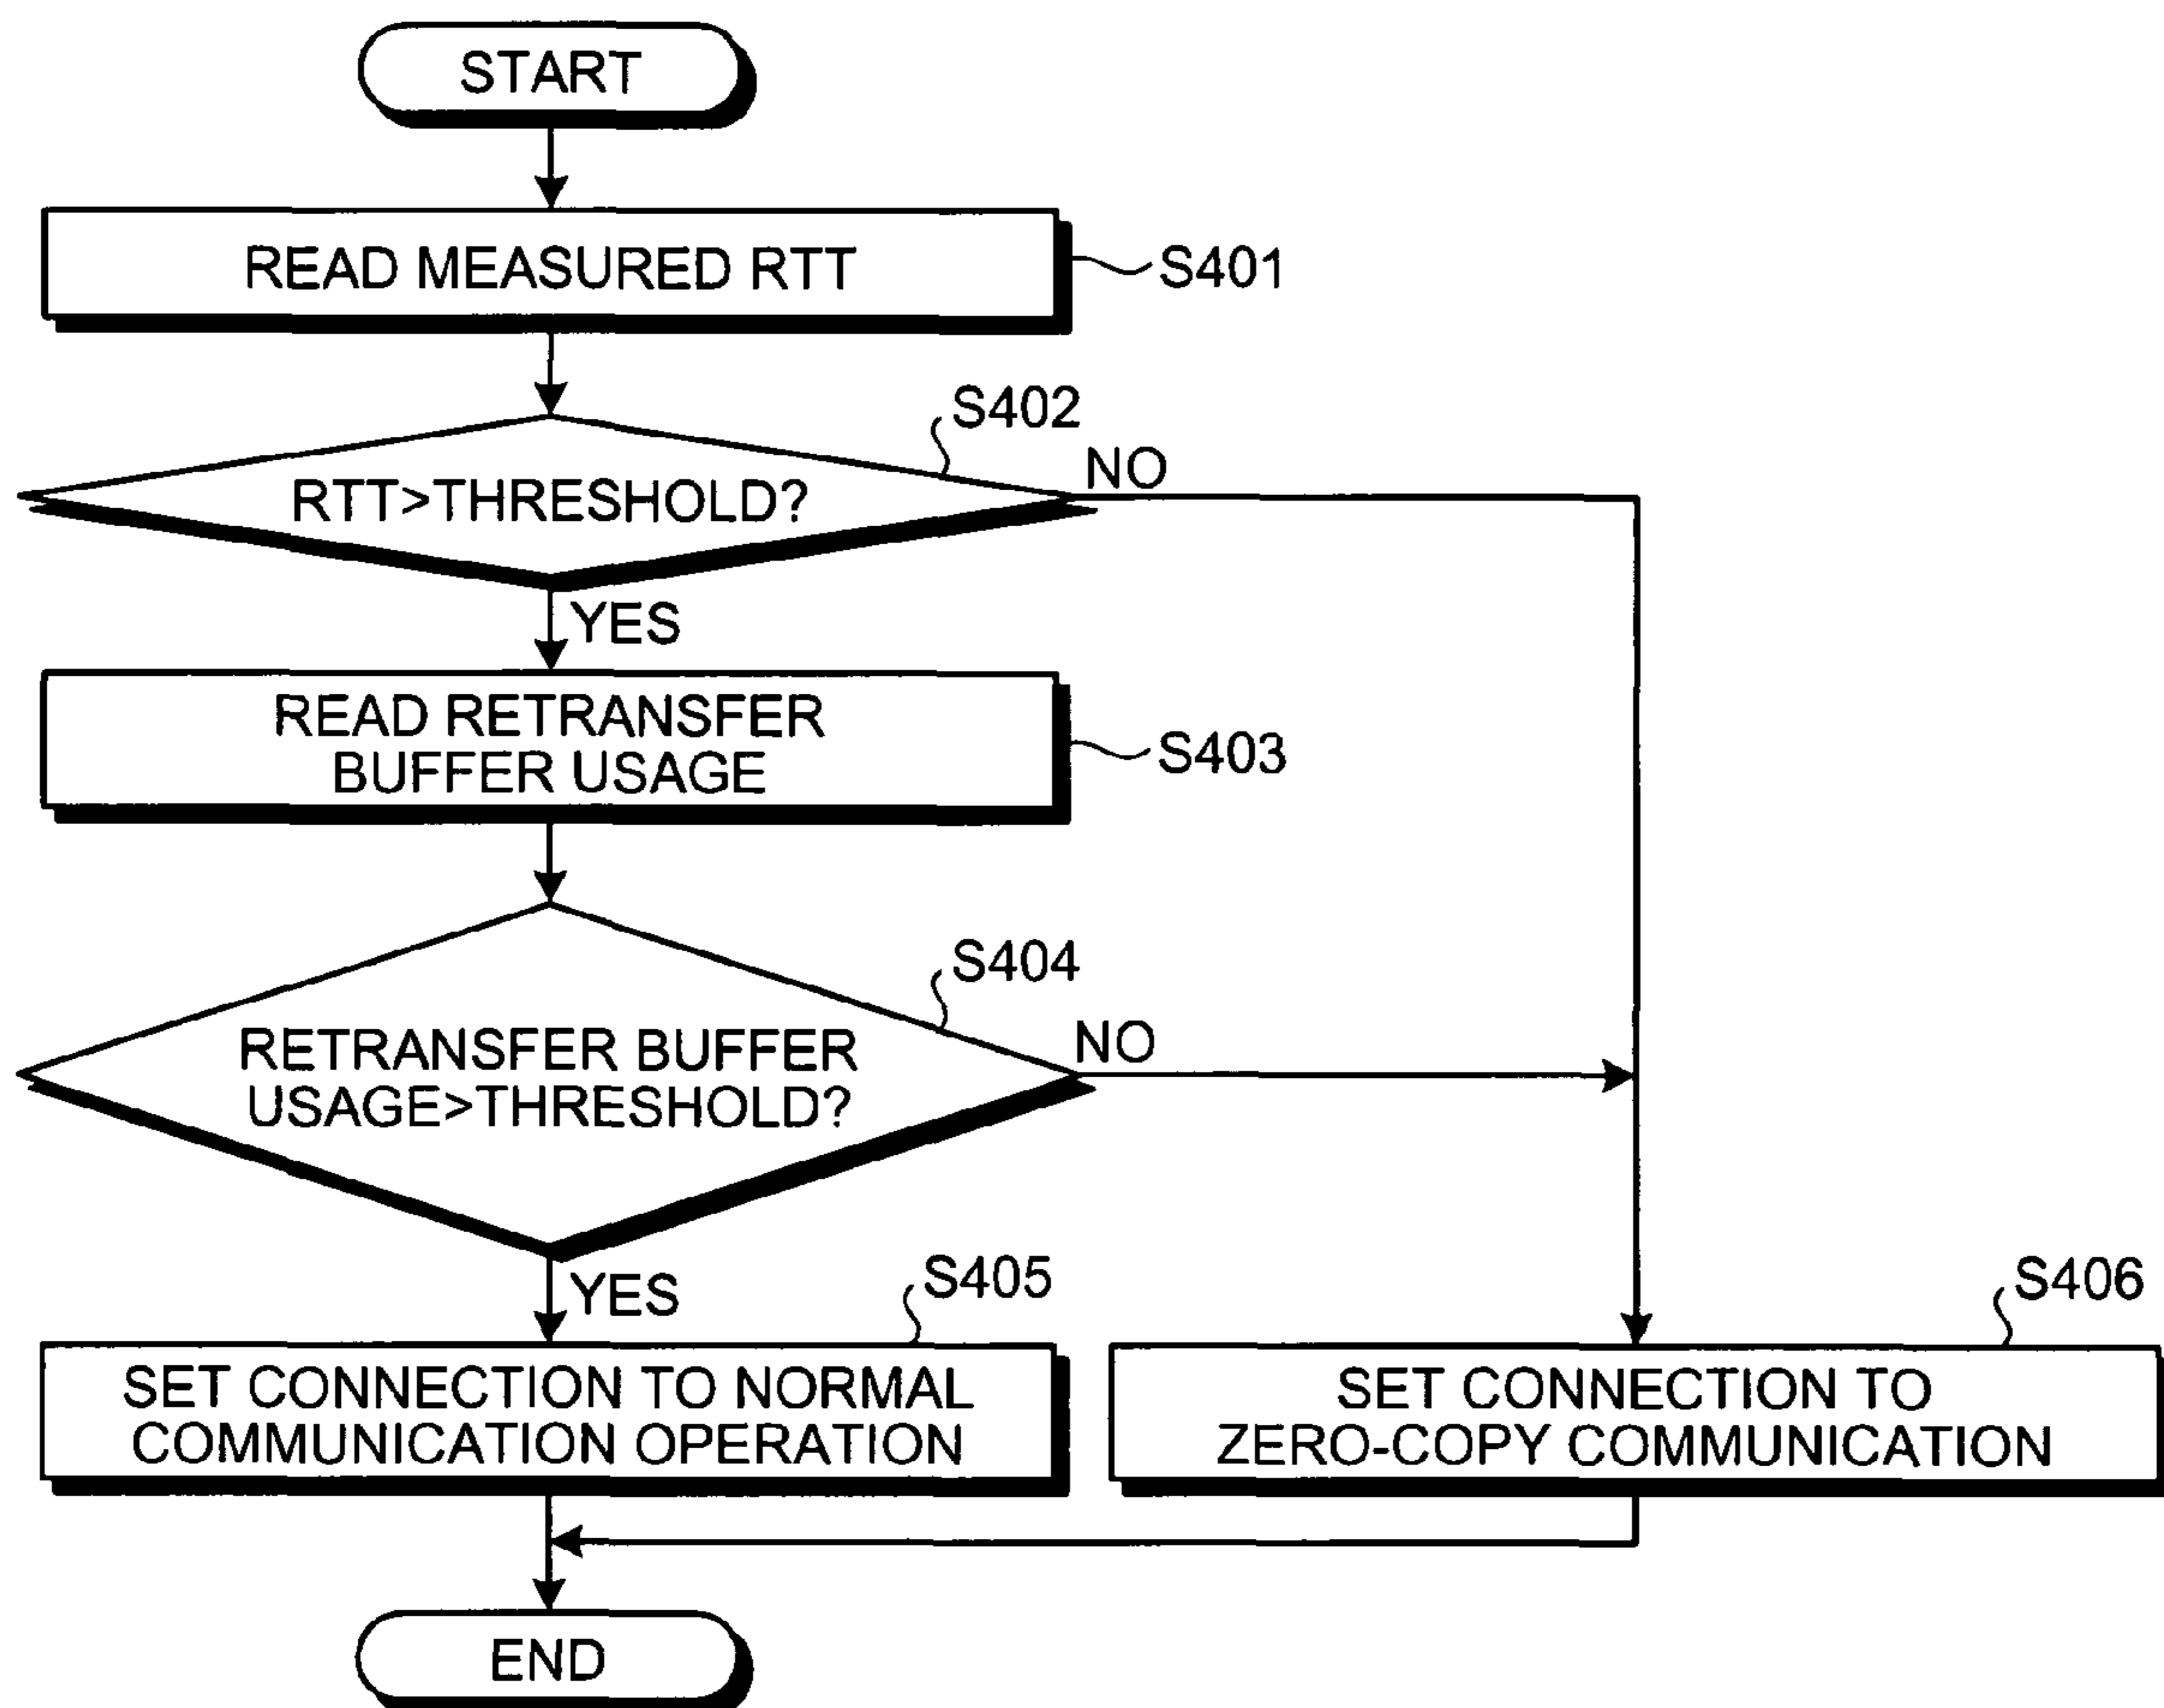 START
READ MEASURED RTT
S401
S402
RTT>THRESHOLD?
NO
YES
READ RETRANSFER
BUFFER USAGE
S403
S404
RETRANSFER BUFFER
USAGE>THRESHOLD?
NO
YES
S405
SET CONNECTION TO NORMAL
COMMUNICATION OPERATION
S406
SET CONNECTION TO
ZERO-COPY COMMUNICATION
END